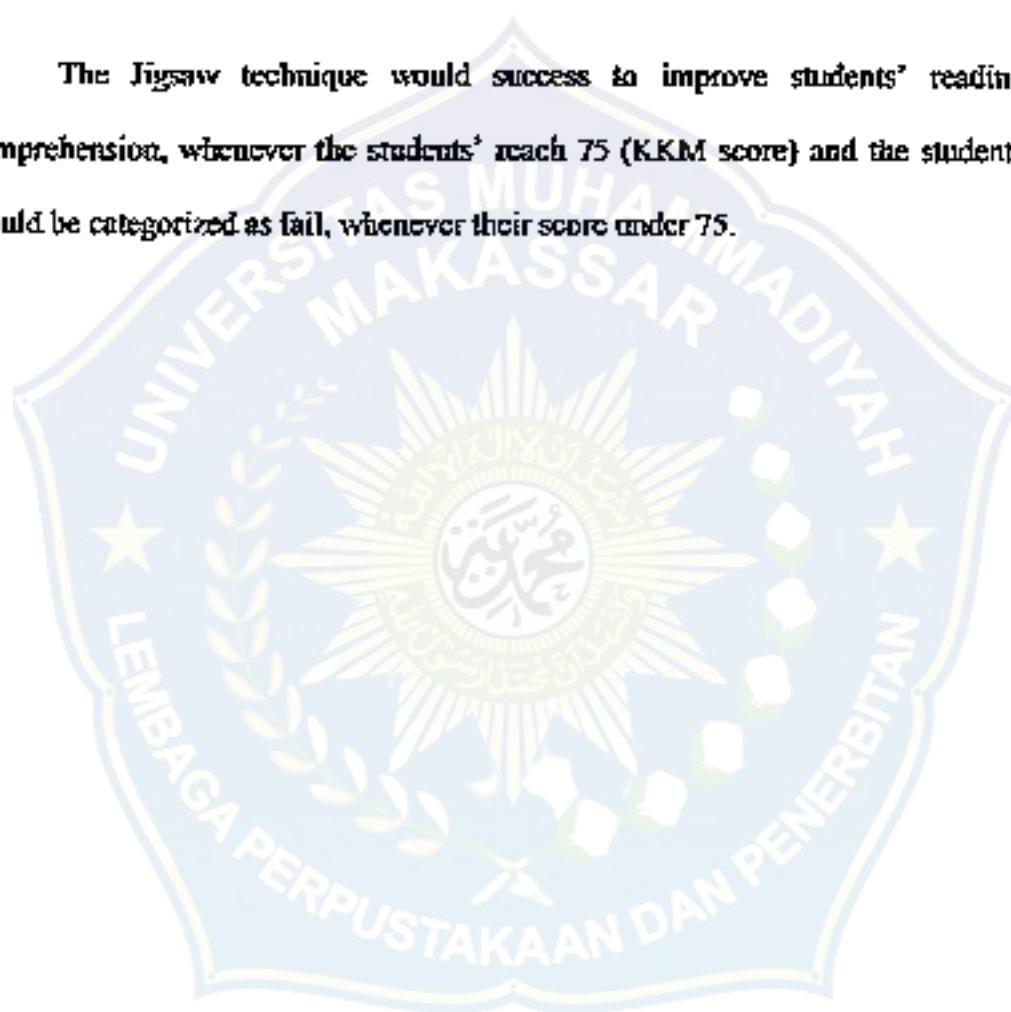 The Jigsaw technique would success to improve students’ readin
mprehension, whenever the students’ reach 75 (KKM score) and the student
uld be categorized as fail, whenever their score under 75.
UNIVERSITAS MUHAMMADIYAH
MAKASSAR
LEMBAGA PERPUSTAKAAN DAN PENERBITAN